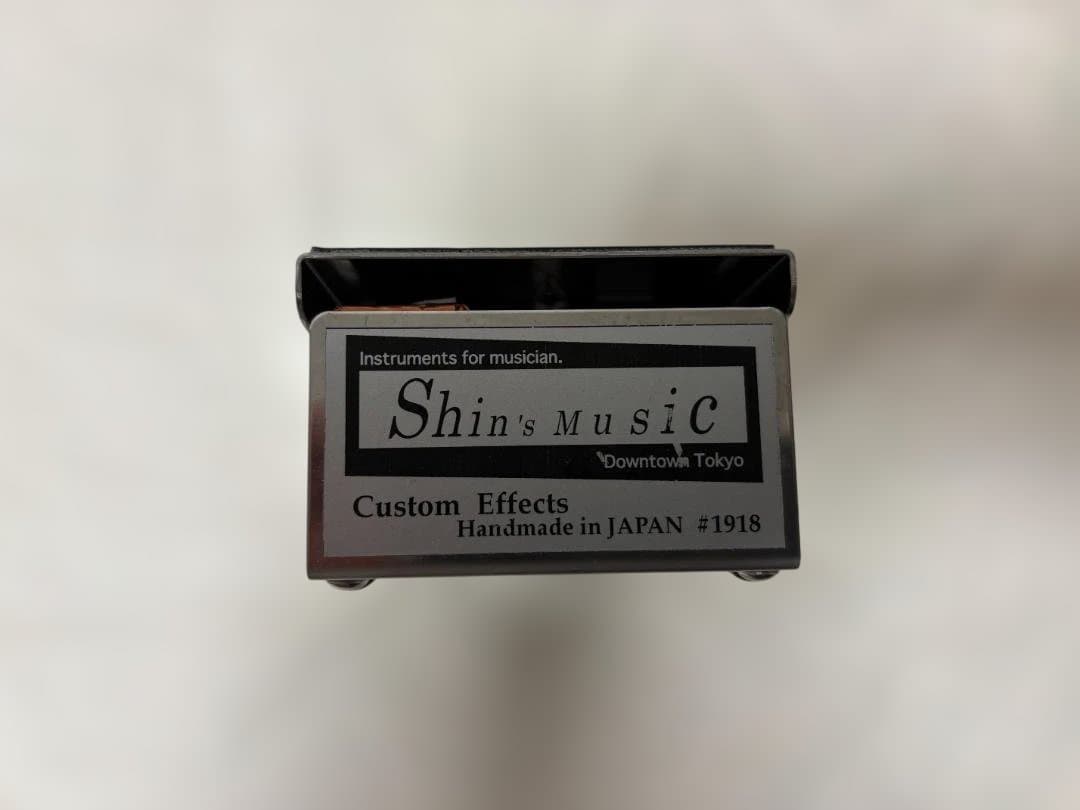 Instruments for musician.
Shin's Music
Downtown Tokyo
Custom Effects
Handmade in JAPAN #1918